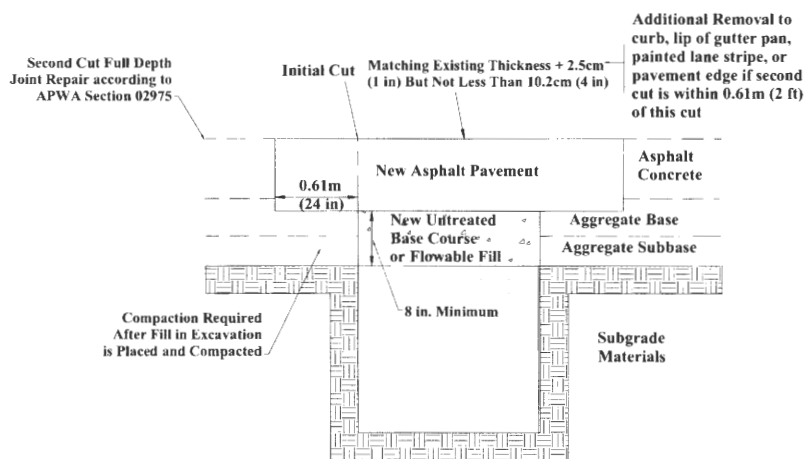 Second Cut Full Depth
Joint Repair according to
APWA Section 02975
Initial Cut
Matching Existing Thickness + 2.5cm
(1 in) But Not Less Than 10.2cm (4 in)
Additional Removal to
curb, lip of gutter pan,
painted lane stripe, or
pavement edge if second
cut is within 0.61m (2 ft)
of this cut
New Asphalt Pavement
Asphalt
Concrete
0.61m
(24 in)
New Untreated
Base Course
or Flowable Fill
Aggregate Base
Aggregate Subbase
8 in. Minimum
Compaction Required
After Fill in Excavation
is Placed and Compacted
Subgrade
Materials